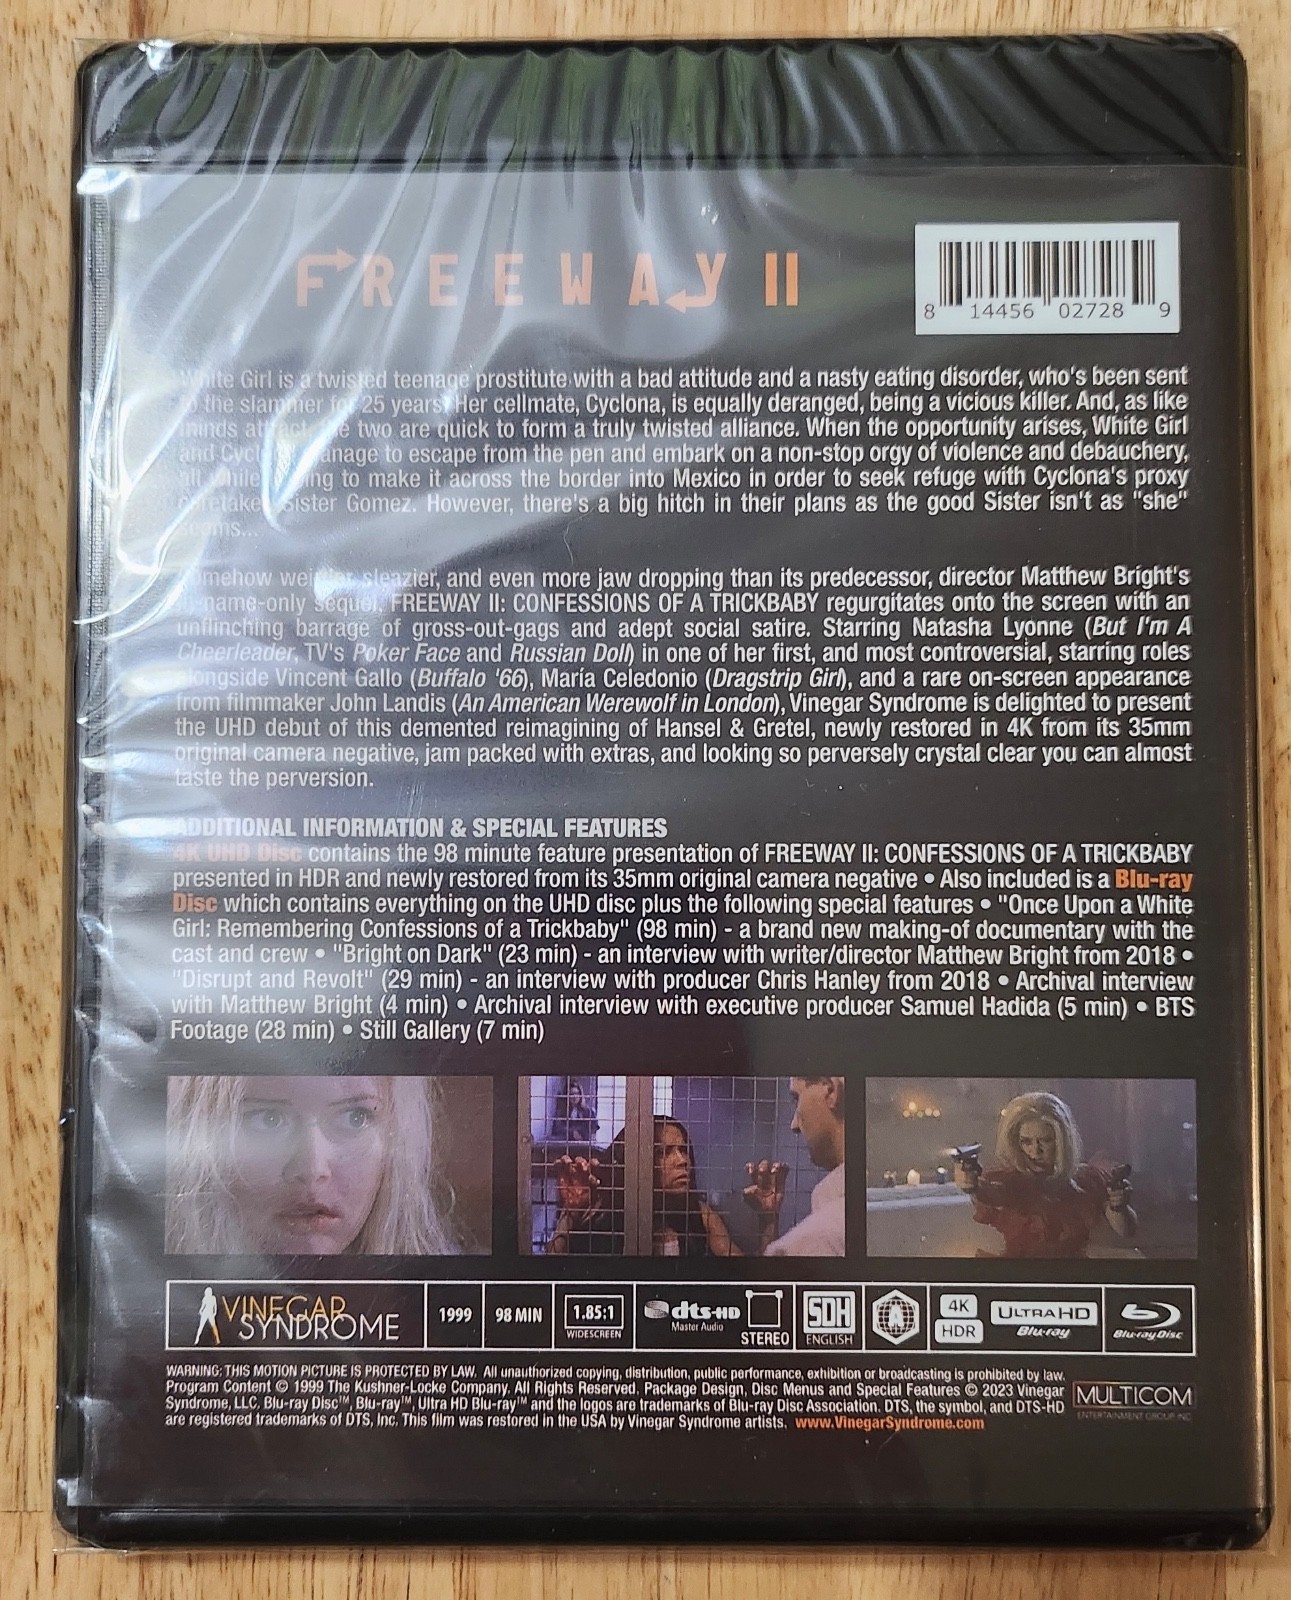 FREEWAY II
8 14456 02728 9
White Girl is a twisted teenage prostitute with a bad attitude and a nasty eating disorder, who's been sent
to the slammer for 25 years. Her cellmate, Cyclona, is equally deranged, being a vicious killer. And, as like
minds attract, the two are quick to form a truly twisted alliance. When the opportunity arises, White Girl
and Cyclona manage to escape from the pen and embark on a non-stop orgy of violence and debauchery,
all while trying to make it across the border into Mexico in order to seek refuge with Cyclona's proxy
caretaker Sister Gomez. However, there's a big hitch in their plans as the good Sister isn't as "she"
seems...
Somehow weirder, sleazier, and even more jaw dropping than its predecessor, director Matthew Bright's
in-name-only sequel, FREEWAY II: CONFESSIONS OF A TRICKBABY regurgitates onto the screen with an
unflinching barrage of gross-out-gags and adept social satire. Starring Natasha Lyonne (But I'm A
Cheerleader, TV's Poker Face and Russian Doll) in one of her first, and most controversial, starring roles
alongside Vincent Gallo (Buffalo '66), María Celedonio (Dragstrip Girl), and a rare on-screen appearance
from filmmaker John Landis (An American Werewolf in London), Vinegar Syndrome is delighted to present
the UHD debut of this demented reimagining of Hansel & Gretel, newly restored in 4K from its 35mm
original camera negative, jam packed with extras, and looking so perversely crystal clear you can almost
taste the perversion.
ADDITIONAL INFORMATION & SPECIAL FEATURES
4K UHD Disc contains the 98 minute feature presentation of FREEWAY II: CONFESSIONS OF A TRICKBABY
presented in HDR and newly restored from its 35mm original camera negative • Also included is a Blu-ray
Disc which contains everything on the UHD disc plus the following special features • "Once Upon a White
Girl: Remembering Confessions of a Trickbaby" (98 min) - a brand new making-of documentary with the
cast and crew • "Bright on Dark" (23 min) - an interview with writer/director Matthew Bright from 2018 •
"Disrupt and Revolt" (29 min) - an interview with producer Chris Hanley from 2018 • Archival interview
with Matthew Bright (4 min) • Archival interview with executive producer Samuel Hadida (5 min) • BTS
Footage (28 min) • Still Gallery (7 min)
VINEGAR SYNDROME 1999 98 MIN 1.85:1 WIDESCREEN dts-HD Master Audio STEREO SDH ENGLISH A 4K HDR ULTRA HD Blu-ray Blu-ray Disc
WARNING: THIS MOTION PICTURE IS PROTECTED BY LAW. All unauthorized copying, distribution, public performance, exhibition or broadcasting is prohibited by law.
Program Content © 1999 The Kushner-Locke Company. All Rights Reserved. Package Design, Disc Menus and Special Features © 2023 Vinegar
Syndrome, LLC. Blu-ray Disc™, Blu-ray™, Ultra HD Blu-ray™ and the logos are trademarks of Blu-ray Disc Association. DTS, the symbol, and DTS-HD
are registered trademarks of DTS, Inc. This film was restored in the USA by Vinegar Syndrome artists. www.VinegarSyndrome.com
MULTICOM
ENTERTAINMENT GROUP INC